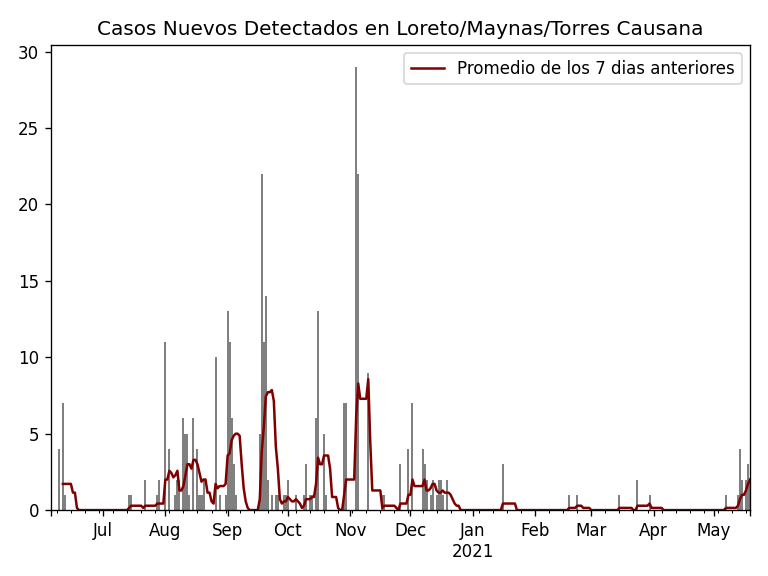 Casos Nuevos Detectados en Loreto/Maynas/Torres Causana
Promedio de los 7 dias anteriores
30
25
20
15
10
5
0
Jul Aug Sep Oct Nov Dec Jan Feb Mar Apr May
2021